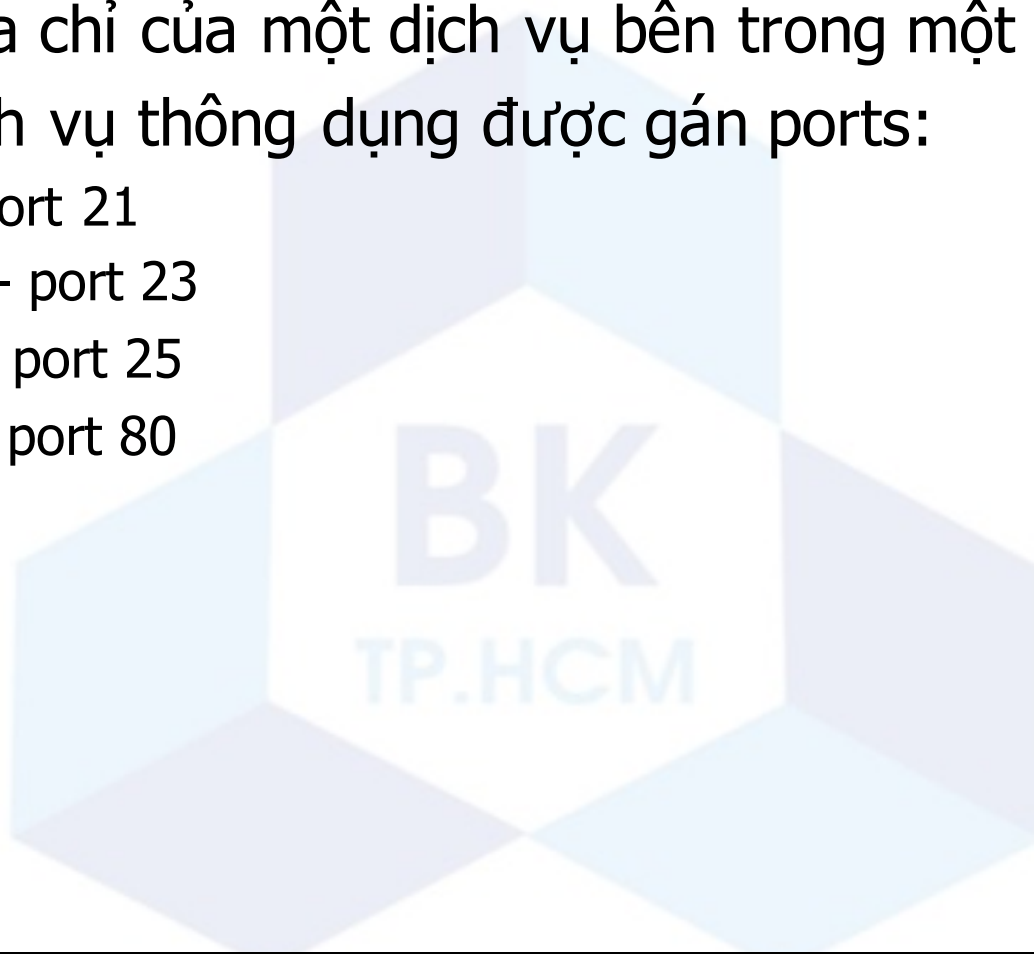 chỉ của một dịch vụ bên trong một
vụ thông dụng được gán ports:
21
- port 23
port 25
port 80
BK
TP.HCM